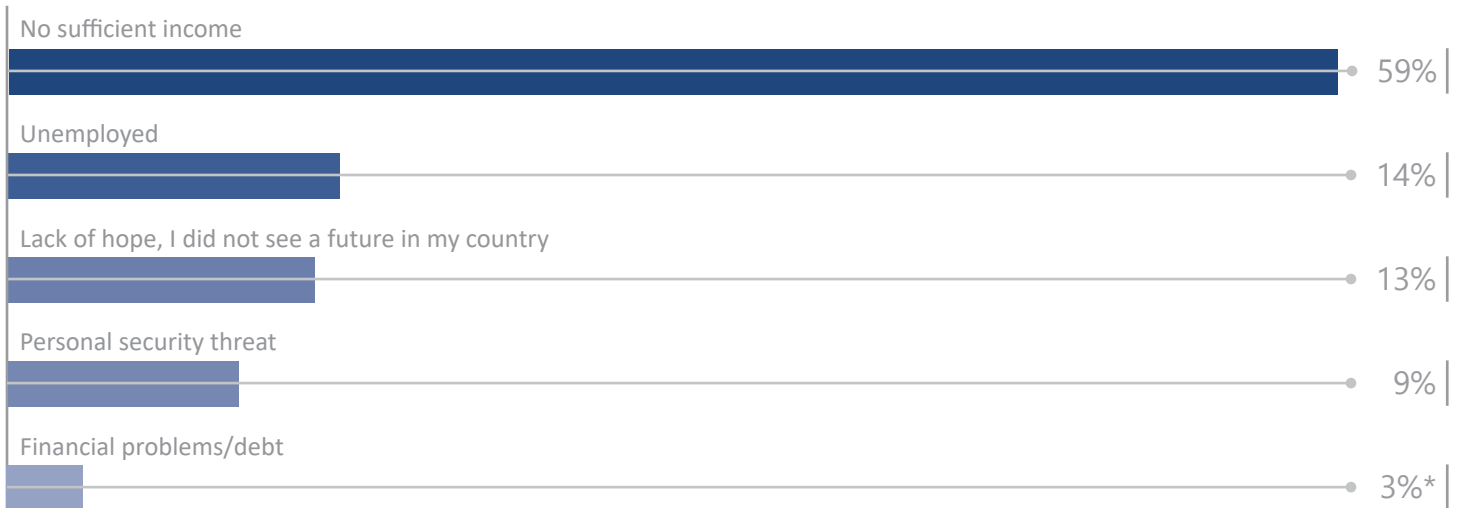 No sufficient income
59%
Unemployed
14%
Lack of hope, I did not see a future in my country
13%
Personal security threat
9%
Financial problems/debt
3%*